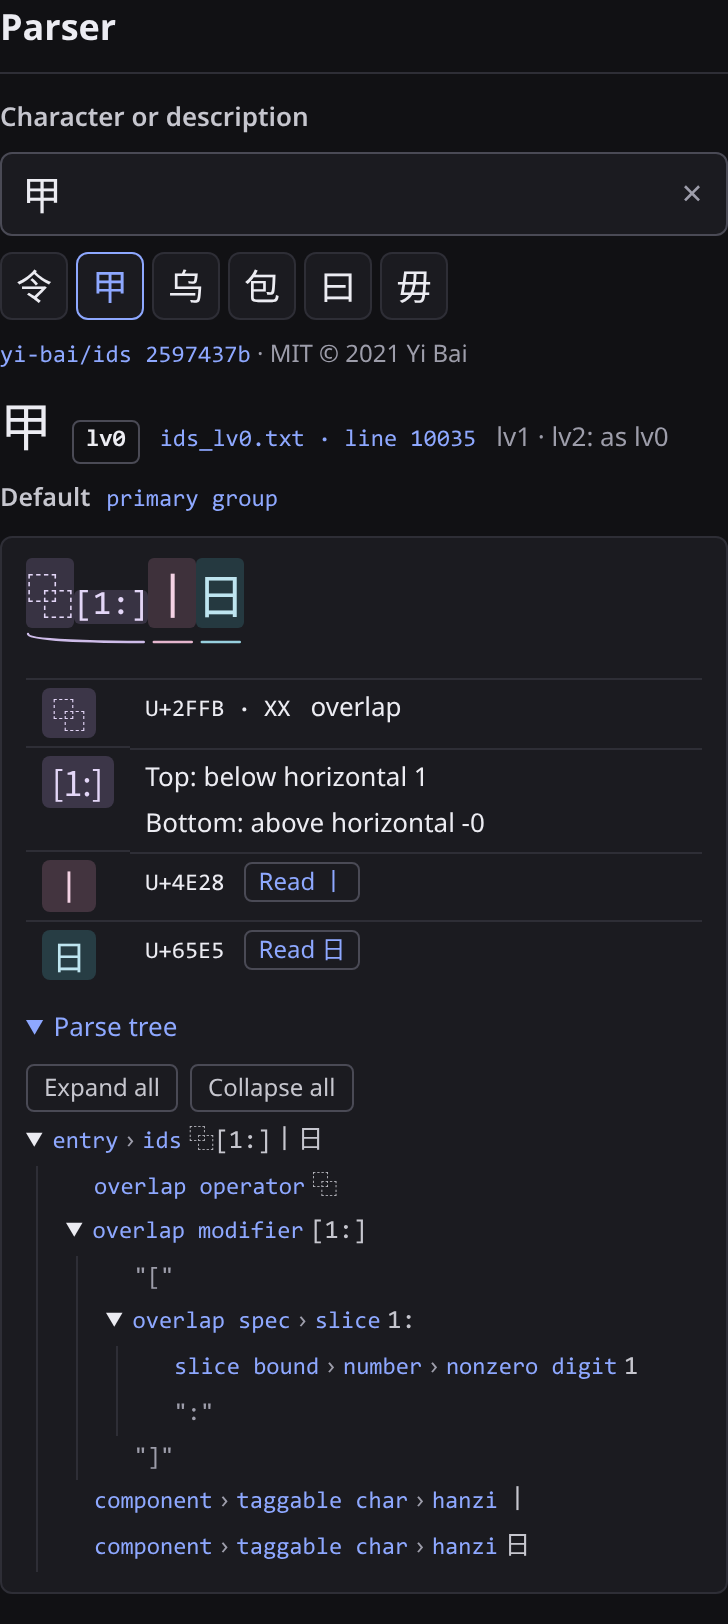 Parser
Character or description
甲 ×
令 甲 乌 包 曰 毋
yi-bai/ids 2597437b · MIT © 2021 Yi Bai
甲 lv0 ids_lv0.txt · line 10035 lv1 · lv2: as lv0
Default primary group
⿻[1:]丨日
⿻ U+2FFB · XX overlap
[1:] Top: below horizontal 1
Bottom: above horizontal -0
丨 U+4E28 Read 丨
日 U+65E5 Read 日
▼ Parse tree
Expand all Collapse all
▼ entry › ids ⿻[1:]丨日
overlap operator ⿻
▼ overlap modifier [1:]
"["
▼ overlap spec › slice 1:
slice bound › number › nonzero digit 1
":"
"]"
component › taggable char › hanzi 丨
component › taggable char › hanzi 日